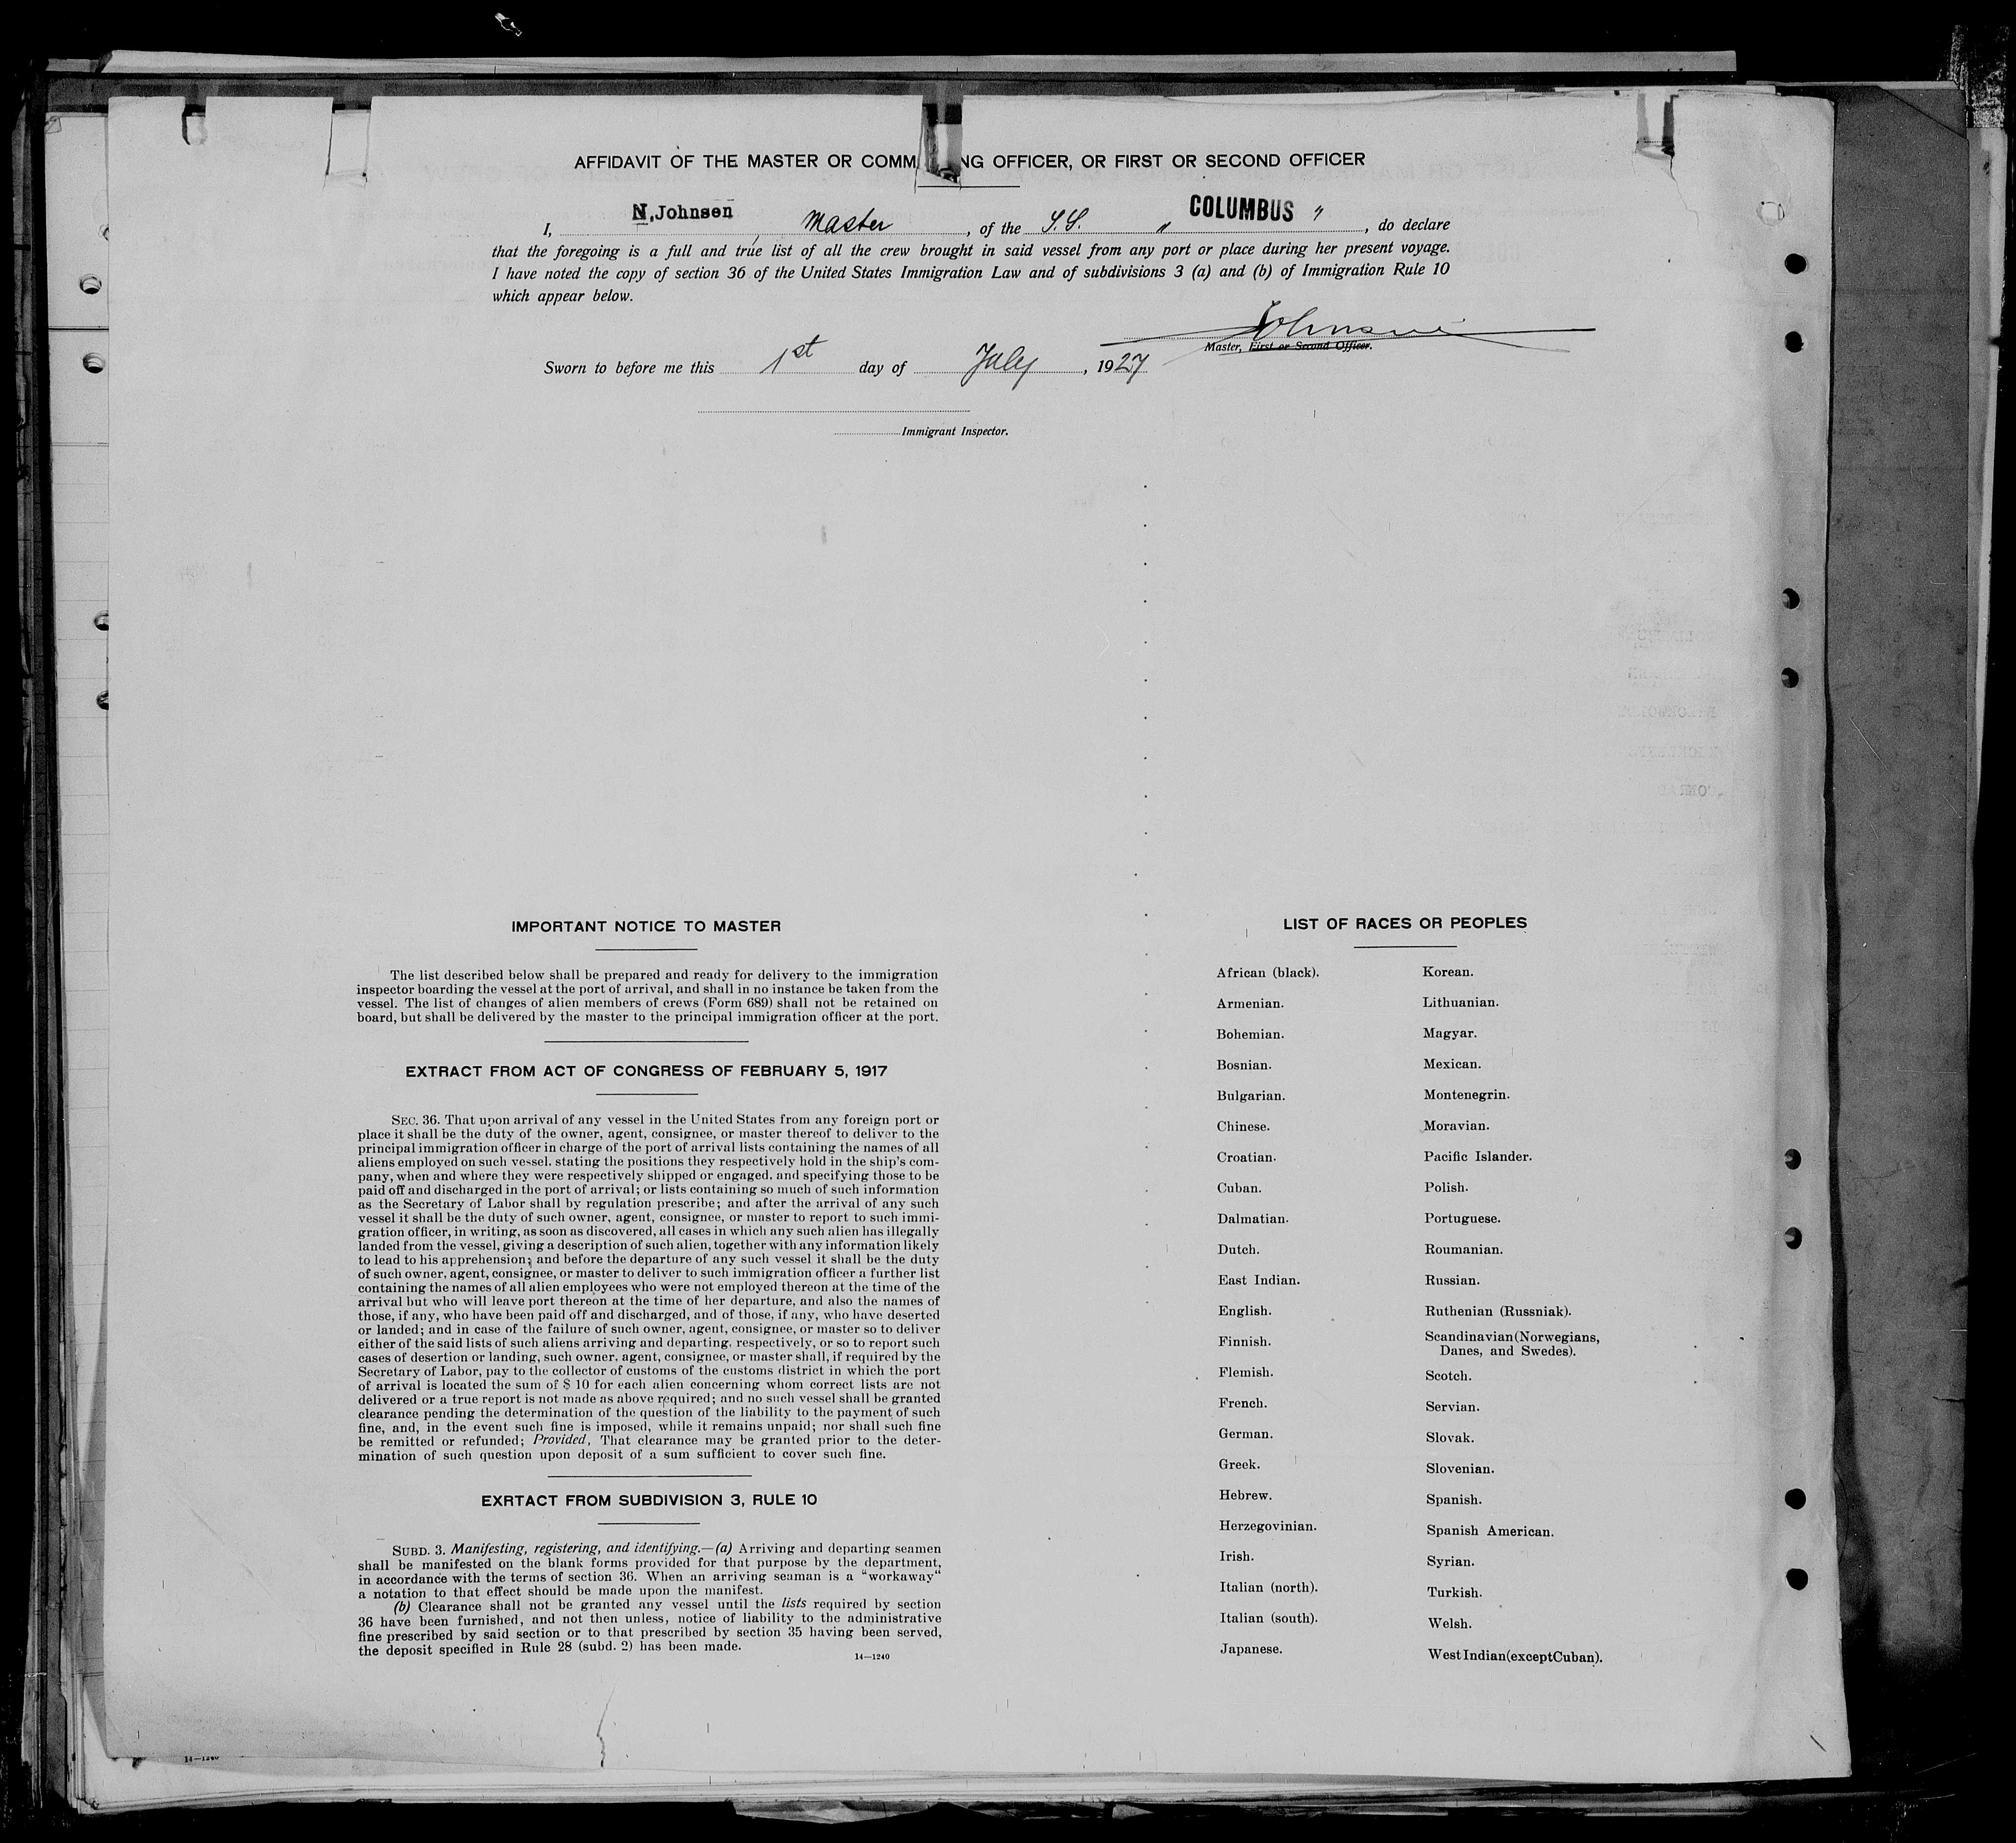 AFFIDAVIT OF THE MASTER OR COMM NG OFFICER, OR FIRST OR SECOND OFFICER
I, N. Johnsen, Master, of the S.S. " COLUMBUS ", do declare
that the foregoing is a full and true list of all the crew brought in said vessel from any port or place during her present voyage.
I have noted the copy of section 36 of the United States Immigration Law and of subdivisions 3 (a) and (b) of Immigration Rule 10
which appear below.
Johnsen
Master, First or Second Officer.
Sworn to before me this 1st day of July, 1927
Immigrant Inspector.
IMPORTANT NOTICE TO MASTER
The list described below shall be prepared and ready for delivery to the immigration
inspector boarding the vessel at the port of arrival, and shall in no instance be taken from the
vessel. The list of changes of alien members of crews (Form 689) shall not be retained on
board, but shall be delivered by the master to the principal immigration officer at the port.
EXTRACT FROM ACT OF CONGRESS OF FEBRUARY 5, 1917
SEC. 36. That upon arrival of any vessel in the United States from any foreign port or
place it shall be the duty of the owner, agent, consignee, or master thereof to deliver to the
principal immigration officer in charge of the port of arrival lists containing the names of all
aliens employed on such vessel. stating the positions they respectively hold in the ship's com-
pany, when and where they were respectively shipped or engaged, and specifying those to be
paid off and discharged in the port of arrival; or lists containing so much of such information
as the Secretary of Labor shall by regulation prescribe; and after the arrival of any such
vessel it shall be the duty of such owner, agent, consignee, or master to report to such immi-
gration officer, in writing, as soon as discovered, all cases in which any such alien has illegally
landed from the vessel, giving a description of such alien, together with any information likely
to lead to his apprehension; and before the departure of any such vessel it shall be the duty
of such owner, agent, consignee, or master to deliver to such immigration officer a further list
containing the names of all alien employees who were not employed thereon at the time of the
arrival but who will leave port thereon at the time of her departure, and also the names of
those, if any, who have been paid off and discharged, and of those, if any, who have deserted
or landed; and in case of the failure of such owner, agent, consignee, or master so to deliver
either of the said lists of such aliens arriving and departing, respectively, or so to report such
cases of desertion or landing, such owner, agent, consignee, or master shall, if required by the
Secretary of Labor, pay to the collector of customs of the customs district in which the port
of arrival is located the sum of $ 10 for each alien concerning whom correct lists are not
delivered or a true report is not made as above required; and no such vessel shall be granted
clearance pending the determination of the question of the liability to the payment of such
fine, and, in the event such fine is imposed, while it remains unpaid; nor shall such fine
be remitted or refunded; Provided, That clearance may be granted prior to the deter-
mination of such question upon deposit of a sum sufficient to cover such fine.
EXRTACT FROM SUBDIVISION 3, RULE 10
SUBD. 3. Manifesting, registering, and identifying.—(a) Arriving and departing seamen
shall be manifested on the blank forms provided for that purpose by the department,
in accordance with the terms of section 36. When an arriving seaman is a “workaway“
a notation to that effect should be made upon the manifest.
(b) Clearance shall not be granted any vessel until the lists required by section
36 have been furnished, and not then unless, notice of liability to the administrative
fine prescribed by said section or to that prescribed by section 35 having been served,
the deposit specified in Rule 28 (subd. 2) has been made.
14—1240
LIST OF RACES OR PEOPLES
African (black).
Armenian.
Bohemian.
Bosnian.
Bulgarian.
Chinese.
Croatian.
Cuban.
Dalmatian.
Dutch.
East Indian.
English.
Finnish.
Flemish.
French.
German.
Greek.
Hebrew.
Herzegovinian.
Irish.
Italian (north).
Italian (south).
Japanese.
Korean.
Lithuanian.
Magyar.
Mexican.
Montenegrin.
Moravian.
Pacific Islander.
Polish.
Portuguese.
Roumanian.
Russian.
Ruthenian (Russniak).
Scandinavian (Norwegians,
Danes, and Swedes).
Scotch.
Servian.
Slovak.
Slovenian.
Spanish.
Spanish American.
Syrian.
Turkish.
Welsh.
West Indian (except Cuban).
14—1240